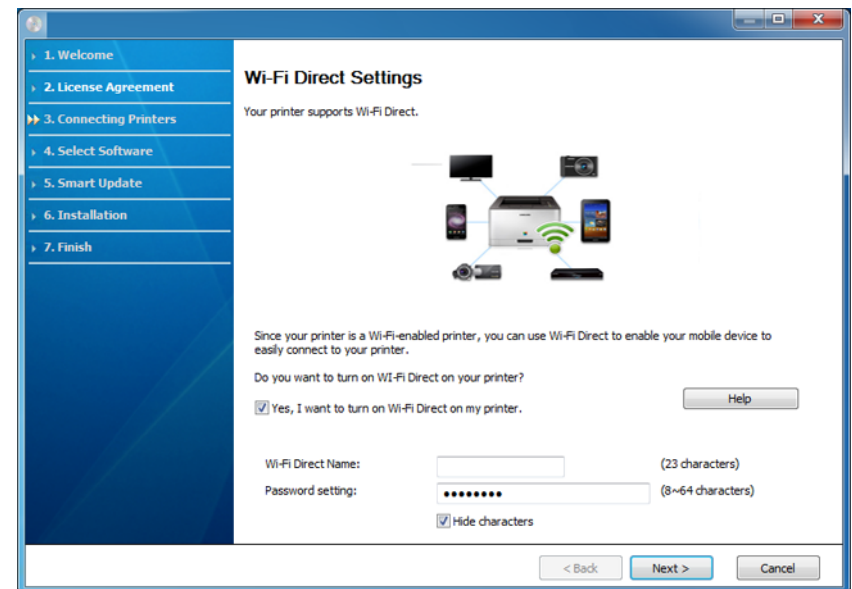 1. Welcome
2. License Agreement
3. Connecting Printers
4. Select Software
5. Smart Update
6. Installation
7. Finish
Wi-Fi Direct Settings
Your printer supports Wi-Fi Direct.
Since your printer is a Wi-Fi-enabled printer, you can use Wi-Fi Direct to enable your mobile device to
easily connect to your printer.
Do you want to turn on WI-Fi Direct on your printer?
Help
Yes, I want to turn on Wi-Fi Direct on my printer.
Wi-Fi Direct Name: (23 characters)
Password setting: •••••••• (8~64 characters)
Hide characters
< Back Next > Cancel